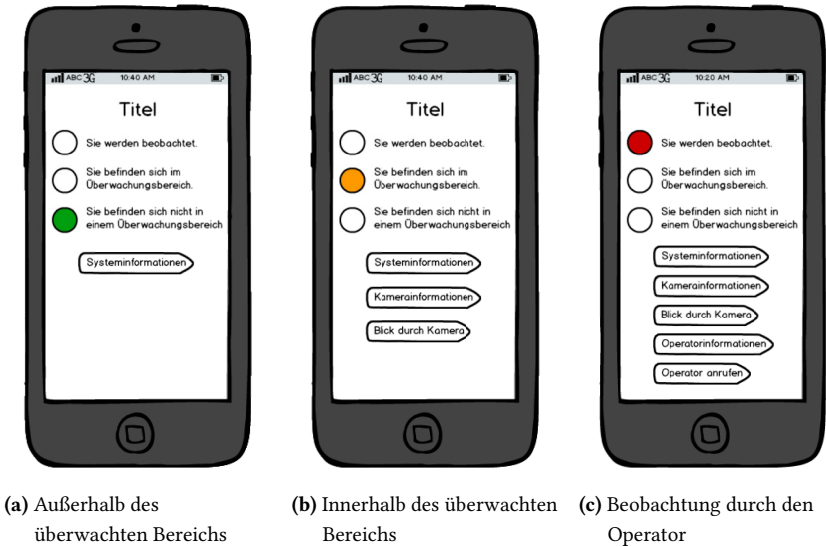 ABC 3G 10:40 AM
Titel
Sie werden beobachtet.
Sie befinden sich im
Überwachungsbereich.
Sie befinden sich nicht in
einem Überwachungsbereich
Systeminformationen
(a) Außerhalb des
überwachten Bereichs
ABC 3G 10:40 AM
Titel
Sie werden beobachtet.
Sie befinden sich im
Überwachungsbereich.
Sie befinden sich nicht in
einem Überwachungsbereich
Systeminformationen
Kamerainformationen
Blick durch Kamera
(b) Innerhalb des überwachten
Bereichs
ABC 3G 10:20 AM
Titel
Sie werden beobachtet.
Sie befinden sich im
Überwachungsbereich.
Sie befinden sich nicht in
einem Überwachungsbereich
Systeminformationen
Kamerainformationen
Blick durch Kamera
Operatorinformationen
Operator anrufen
(c) Beobachtung durch den
Operator